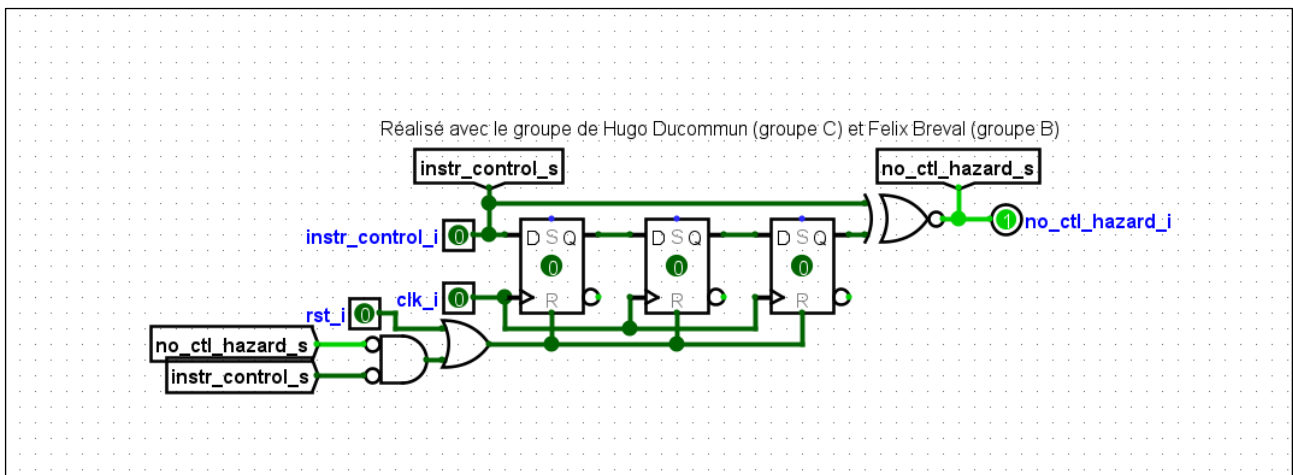 Réalisé avec le groupe de Hugo Ducommun (groupe C) et Felix Breval (groupe B)
instr_control_s
no_ctl_hazard_s
instr_control_i
0
D S Q
0
R
D S Q
0
R
D S Q
0
R
1
no_ctl_hazard_i
clk_i
0
rst_i
0
no_ctl_hazard_s
instr_control_s